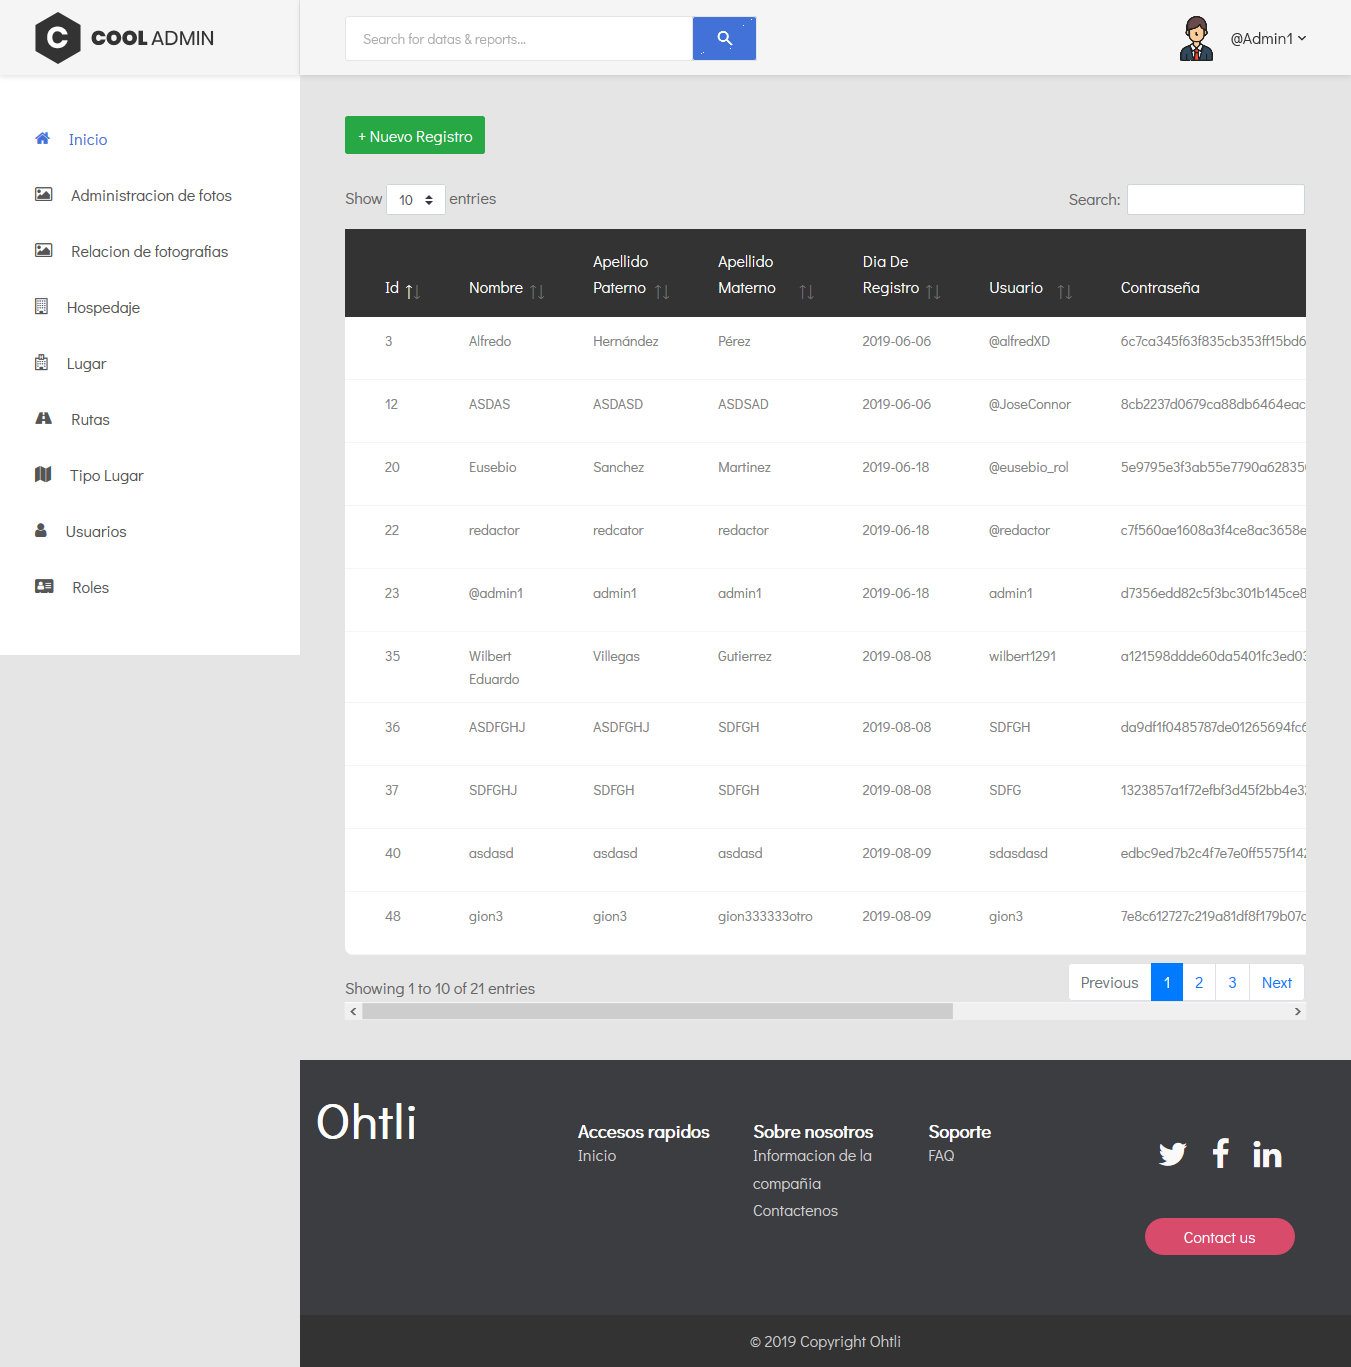 C COOL ADMIN
Search for datas & reports...
@Admin1
Inicio
Administracion de fotos
Relacion de fotografias
Hospedaje
Lugar
Rutas
Tipo Lugar
Usuarios
Roles
+ Nuevo Registro
Show 10 entries
Search:
Id Nombre Apellido Paterno Apellido Materno Dia De Registro Usuario Contraseña
3 Alfredo Hernández Pérez 2019-06-06 @alfredXD 6c7ca345f63f835cb353ff15bd6
12 ASDAS ASDASD ASDSAD 2019-06-06 @JoseConnor 8cb2237d0679ca88db6464eac
20 Eusebio Sanchez Martinez 2019-06-18 @eusebio_rol 5e9795e3f3ab55e7790a62835
22 redactor redcator redactor 2019-06-18 @redactor c7f560ae1608a3f4ce8ac3658e
23 @admin1 admin1 admin1 2019-06-18 admin1 d7356edd82c5f3bc301b145ce8
35 Wilbert Eduardo Villegas Gutierrez 2019-08-08 wilbert1291 a121598ddde60da5401fc3ed03
36 ASDFGHJ ASDFGHJ SDFGH 2019-08-08 SDFGH da9df1f0485787de01265694fc6
37 SDFGHJ SDFGH SDFGH 2019-08-08 SDFG 1323857a1f72efbf3d45f2bb4e32
40 asdasd asdasd asdasd 2019-08-09 sdasdasd edbc9ed7b2c4f7e7e0ff5575f142
48 gion3 gion3 gion333333otro 2019-08-09 gion3 7e8c612727c219a81df8f179b07
Showing 1 to 10 of 21 entries
Previous 1 2 3 Next
Ohtli
Accesos rapidos
Inicio
Sobre nosotros
Informacion de la
compañia
Contactenos
Soporte
FAQ
Contact us
© 2019 Copyright Ohtli